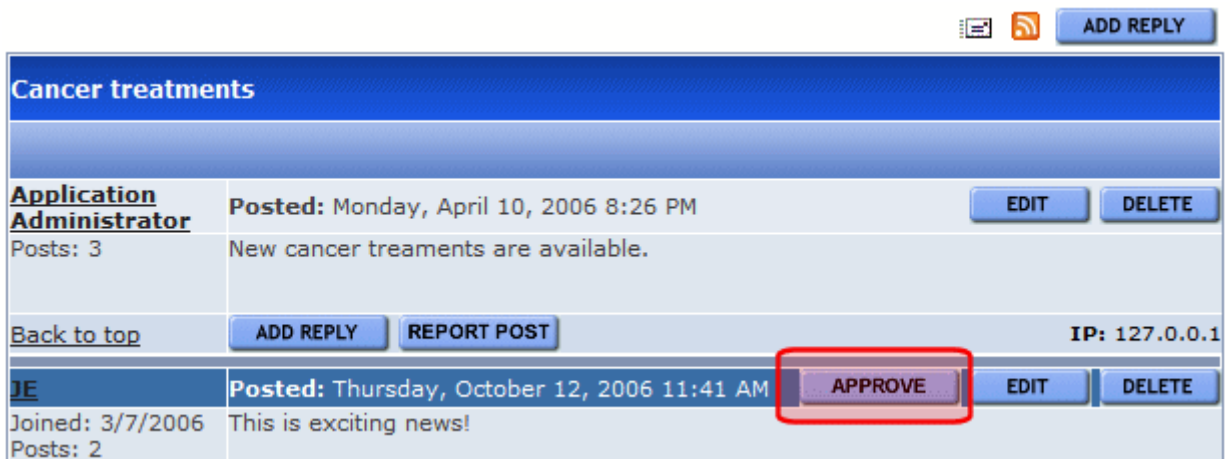 ADD REPLY
Cancer treatments
Application Administrator
Posted: Monday, April 10, 2006 8:26 PM
EDIT
DELETE
Posts: 3
New cancer treaments are available.
Back to top
ADD REPLY
REPORT POST
IP: 127.0.0.1
JE
Posted: Thursday, October 12, 2006 11:41 AM
APPROVE
EDIT
DELETE
Joined: 3/7/2006
Posts: 2
This is exciting news!